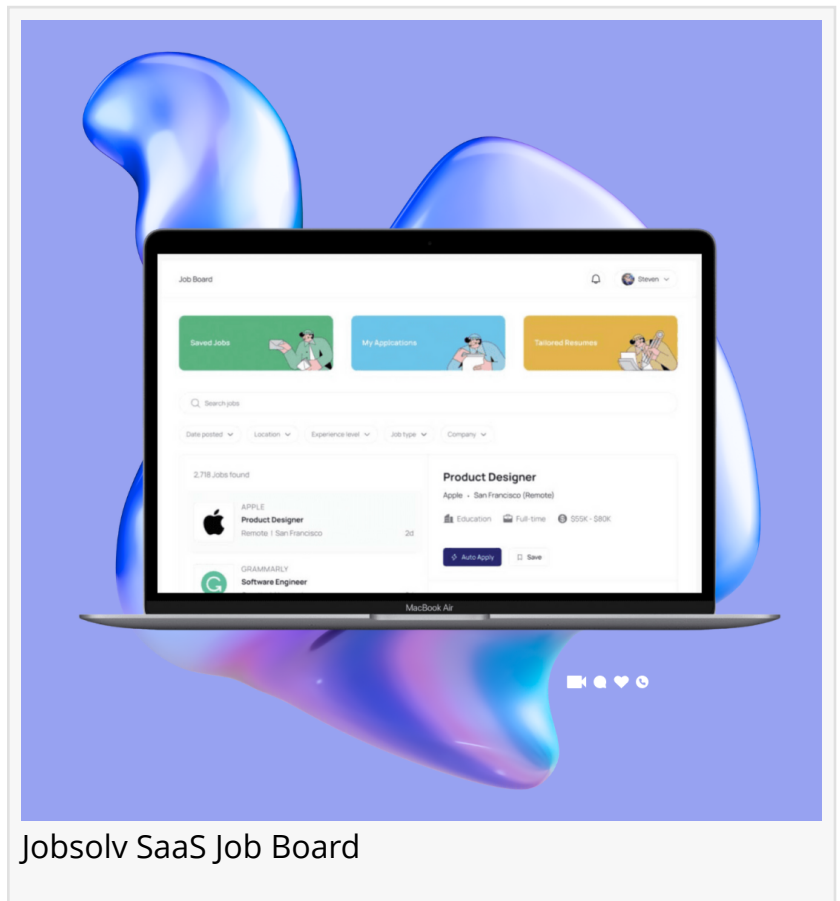 Job Board
Steven
Saved Jobs
My Applications
Tailored Resumes
Search jobs
Date posted
Location
Experience level
Job type
Company
2,718 Jobs found
APPLE
Product Designer
Remote | San Francisco
2d
GRAMMARLY
Software Engineer
Product Designer
Apple • San Francisco (Remote)
Education
Full-time
$55K - $80K
Auto Apply
Save
MacBook Air
Jobsolv SaaS Job Board